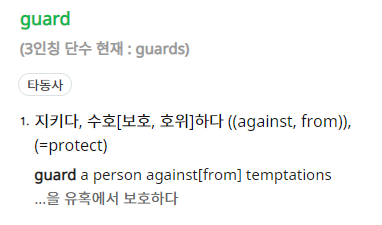 guard
(3인칭 단수 현재 : guards)
타동사
1. 지키다, 수호[보호, 호위]하다 ((against, from)),
(=protect)
guard a person against[from] temptations
…을 유혹에서 보호하다